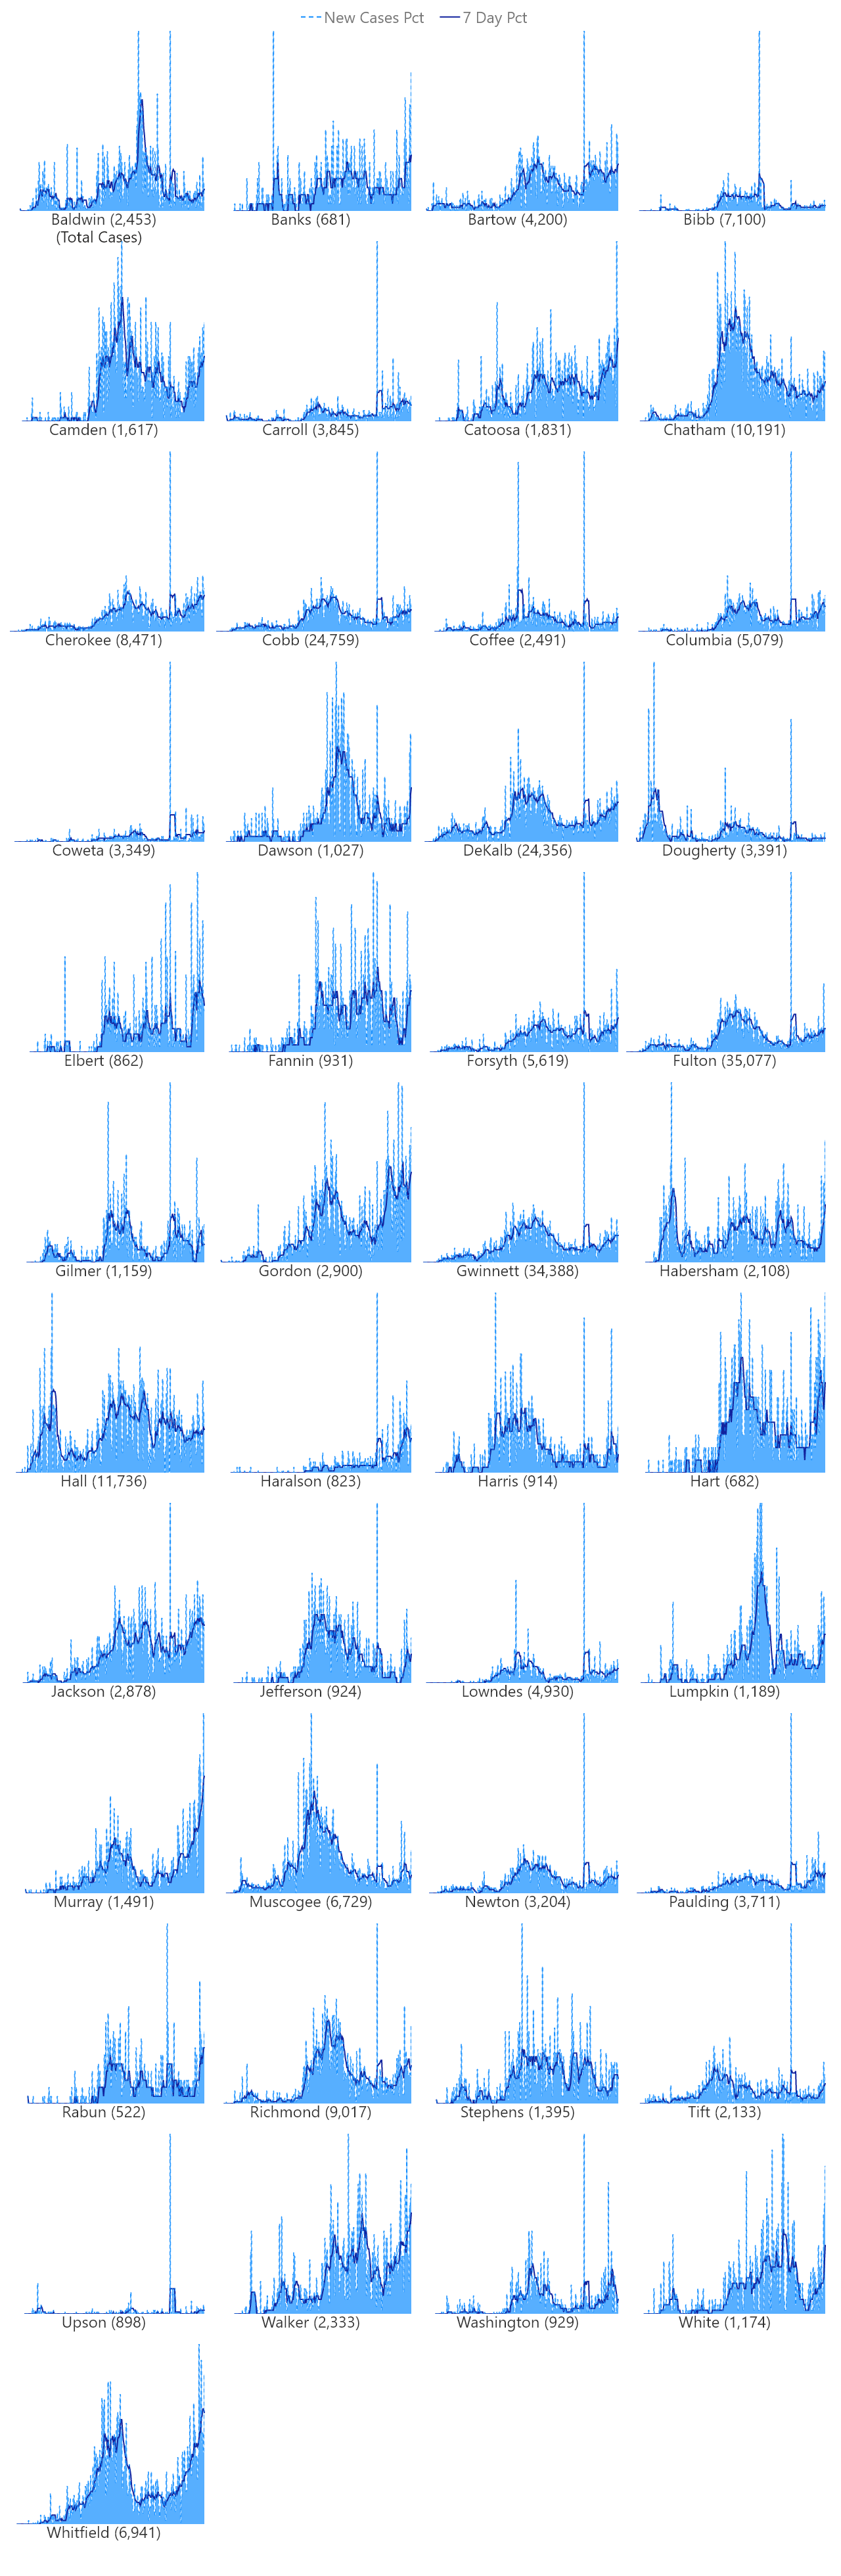 New Cases Pct 7 Day Pct
Baldwin (2,453) Banks (681) Bartow (4,200) Bibb (7,100)
(Total Cases)
Camden (1,617) Carroll (3,845) Catoosa (1,831) Chatham (10,191)
Cherokee (8,471) Cobb (24,759) Coffee (2,491) Columbia (5,079)
Coweta (3,349) Dawson (1,027) DeKalb (24,356) Dougherty (3,391)
Elbert (862) Fannin (931) Forsyth (5,619) Fulton (35,077)
Gilmer (1,159) Gordon (2,900) Gwinnett (34,388) Habersham (2,108)
Hall (11,736) Haralson (823) Harris (914) Hart (682)
Jackson (2,878) Jefferson (924) Lowndes (4,930) Lumpkin (1,189)
Murray (1,491) Muscogee (6,729) Newton (3,204) Paulding (3,711)
Rabun (522) Richmond (9,017) Stephens (1,395) Tift (2,133)
Upson (898) Walker (2,333) Washington (929) White (1,174)
Whitfield (6,941)